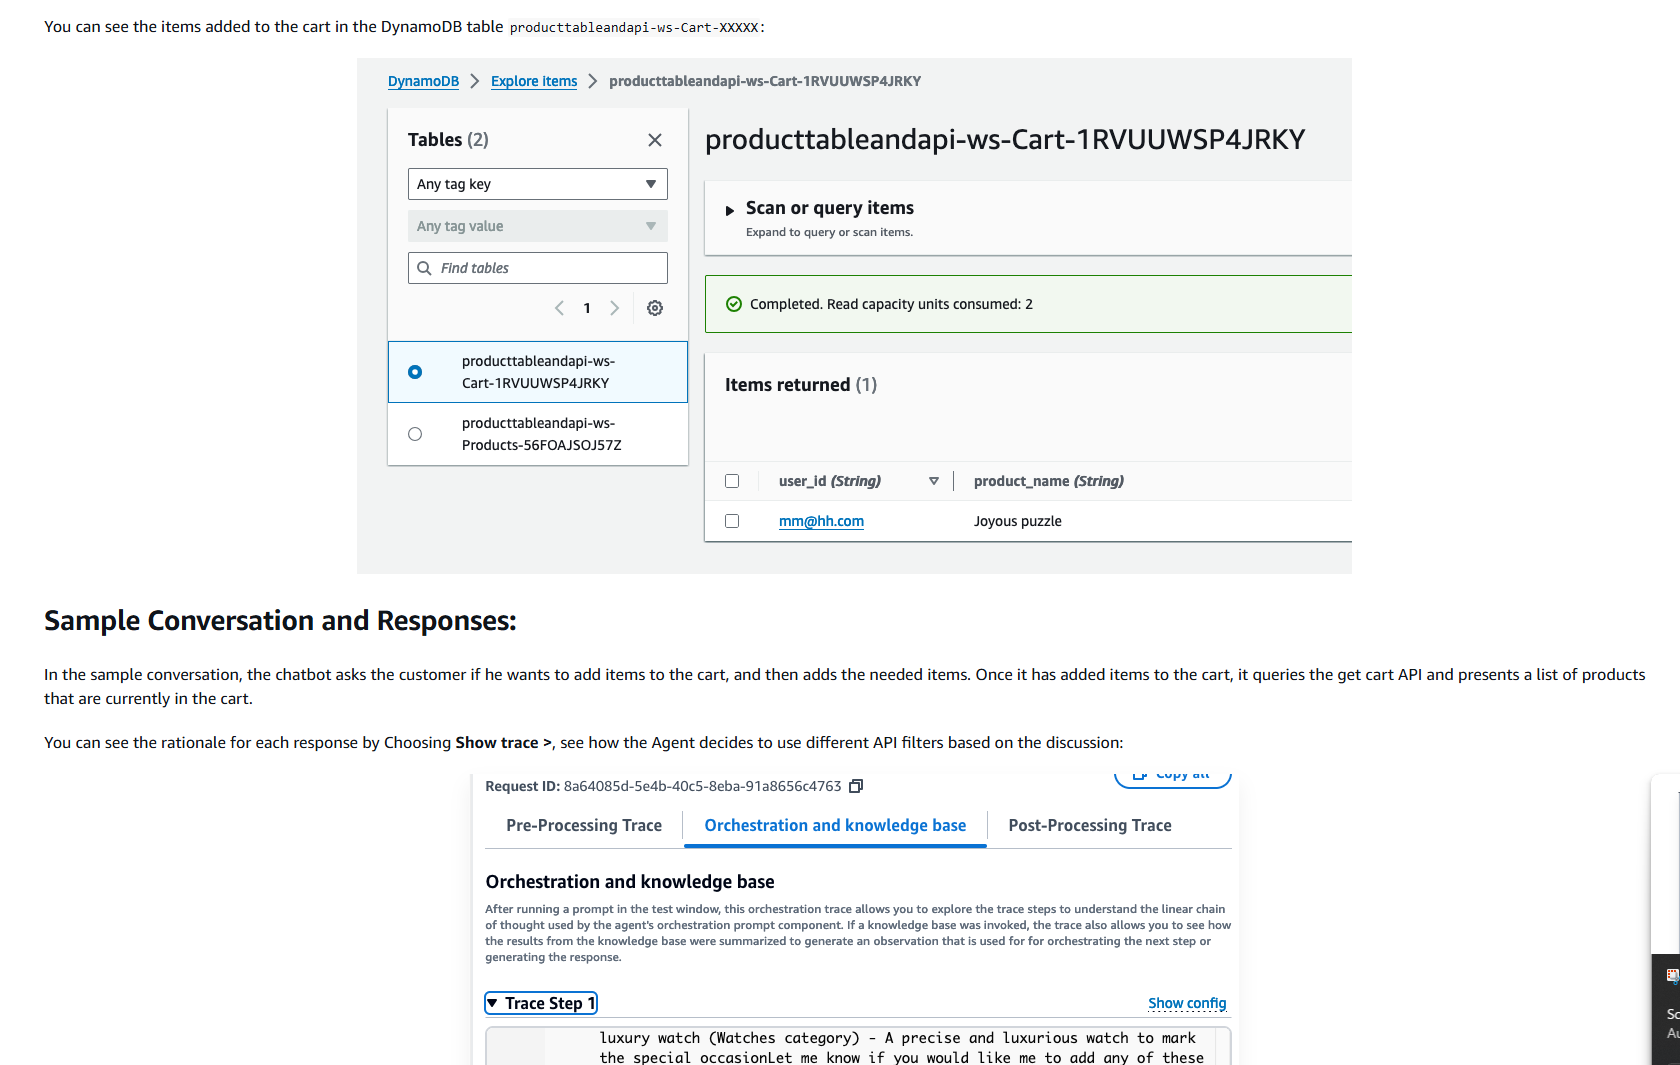 You can see the items added to the cart in the DynamoDB table producttableandapi-ws-Cart-XXXXX:
DynamoDB > Explore items > producttableandapi-ws-Cart-1RVUUWSP4JRKY
Tables (2)
Any tag key
Any tag value
Find tables
1
producttableandapi-ws-
Cart-1RVUUWSP4JRKY
producttableandapi-ws-
Products-56FOAJSOJ57Z
producttableandapi-ws-Cart-1RVUUWSP4JRKY
Scan or query items
Expand to query or scan items.
Completed. Read capacity units consumed: 2
Items returned (1)
user_id (String) product_name (String)
mm@hh.com Joyous puzzle
Sample Conversation and Responses:
In the sample conversation, the chatbot asks the customer if he wants to add items to the cart, and then adds the needed items. Once it has added items to the cart, it queries the get cart API and presents a list of products
that are currently in the cart.
You can see the rationale for each response by Choosing Show trace >, see how the Agent decides to use different API filters based on the discussion:
Copy all
Request ID: 8a64085d-5e4b-40c5-8eba-91a8656c4763
Pre-Processing Trace Orchestration and knowledge base Post-Processing Trace
Orchestration and knowledge base
After running a prompt in the test window, this orchestration trace allows you to explore the trace steps to understand the linear chain
of thought used by the agent's orchestration prompt component. If a knowledge base was invoked, the trace also allows you to see how
the results from the knowledge base were summarized to generate an observation that is used for for orchestrating the next step or
generating the response.
Trace Step 1 Show config
luxury watch (Watches category) - A precise and luxurious watch to mark
the special occasionLet me know if you would like me to add any of these